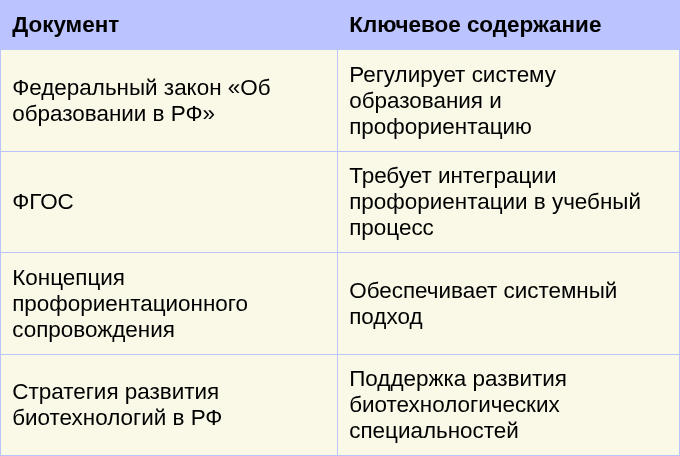 Документ
Ключевое содержание
Федеральный закон «Об
образовании в РФ»
Регулирует систему
образования и
профориентацию
ФГОС
Требует интеграции
профориентации в учебный
процесс
Концепция
профориентационного
сопровождения
Обеспечивает системный
подход
Стратегия развития
биотехнологий в РФ
Поддержка развития
биотехнологических
специальностей